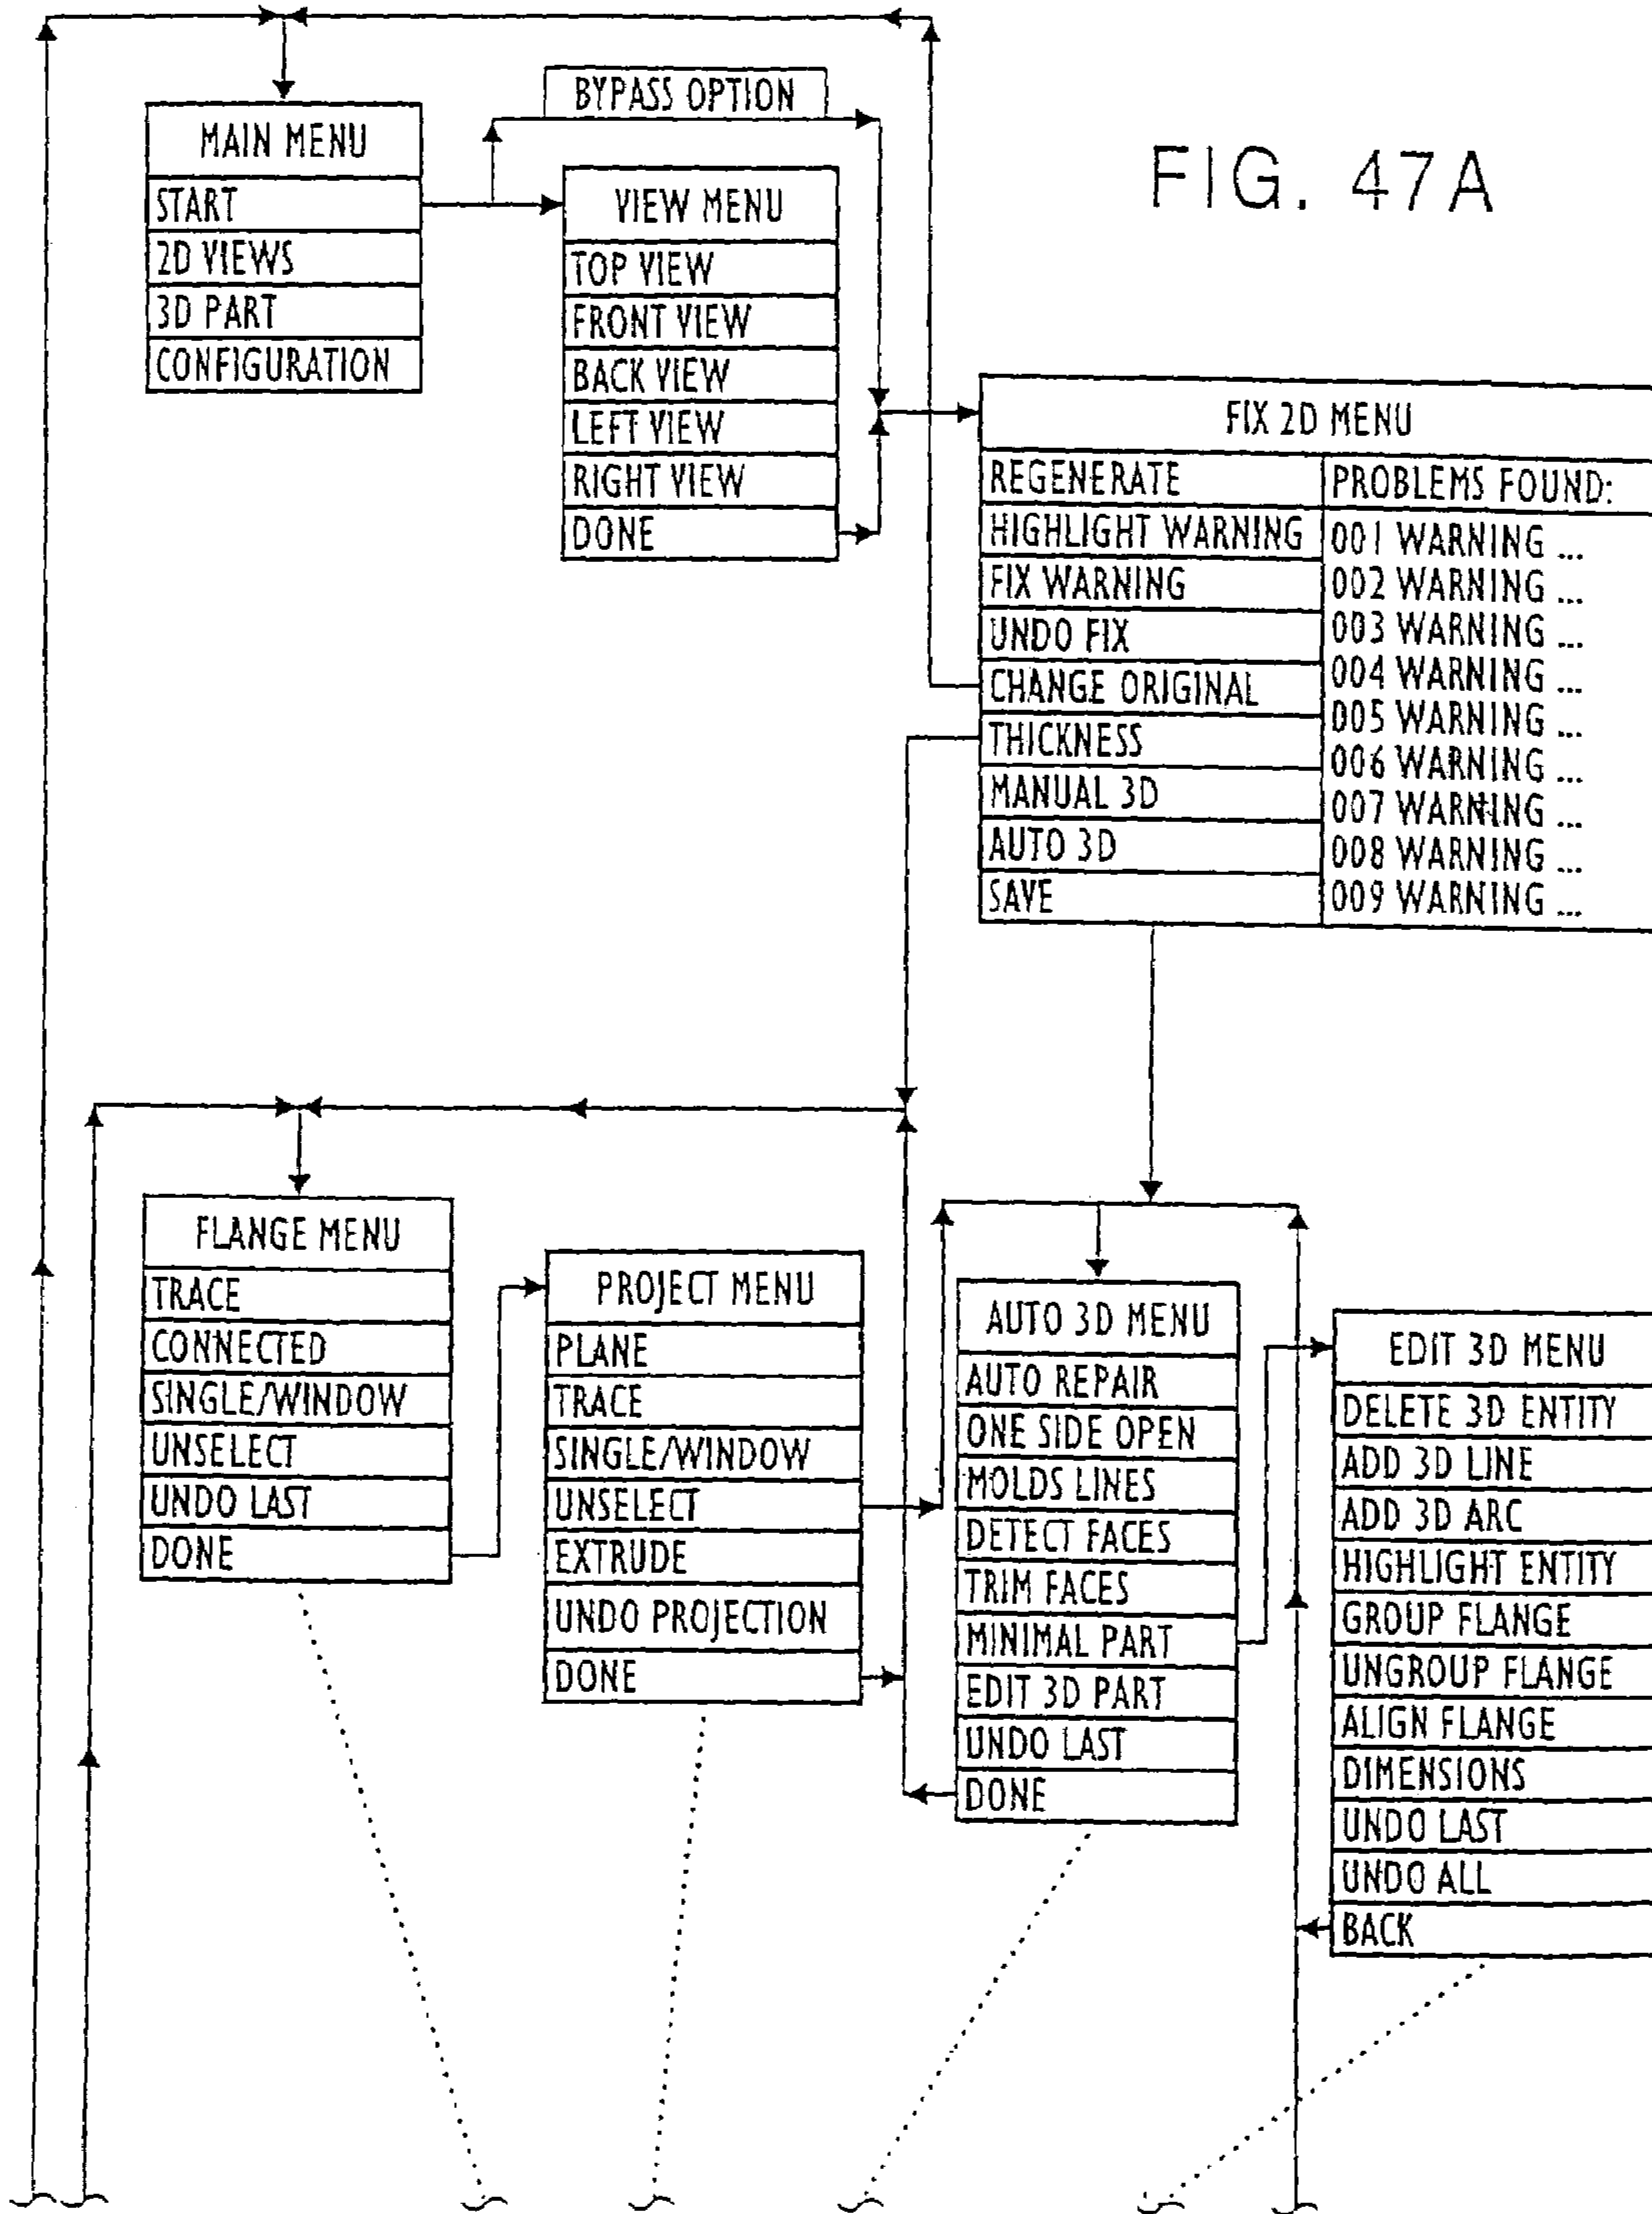 FIG. 47A
BYPASS OPTION
MAIN MENU
START
2D VIEWS
3D PART
CONFIGURATION
VIEW MENU
TOP VIEW
FRONT VIEW
BACK VIEW
LEFT VIEW
RIGHT VIEW
DONE
FIX 2D MENU
REGENERATE
HIGHLIGHT WARNING
FIX WARNING
UNDO FIX
CHANGE ORIGINAL
THICKNESS
MANUAL 3D
AUTO 3D
SAVE
PROBLEMS FOUND:
001 WARNING ...
002 WARNING ...
003 WARNING ...
004 WARNING ...
005 WARNING ...
006 WARNING ...
007 WARNING ...
008 WARNING ...
009 WARNING ...
FLANGE MENU
TRACE
CONNECTED
SINGLE/WINDOW
UNSELECT
UNDO LAST
DONE
PROJECT MENU
PLANE
TRACE
SINGLE/WINDOW
UNSELECT
EXTRUDE
UNDO PROJECTION
DONE
AUTO 3D MENU
AUTO REPAIR
ONE SIDE OPEN
MOLDS LINES
DETECT FACES
TRIM FACES
MINIMAL PART
EDIT 3D PART
UNDO LAST
DONE
EDIT 3D MENU
DELETE 3D ENTITY
ADD 3D LINE
ADD 3D ARC
HIGHLIGHT ENTITY
GROUP FLANGE
UNGROUP FLANGE
ALIGN FLANGE
DIMENSIONS
UNDO LAST
UNDO ALL
BACK